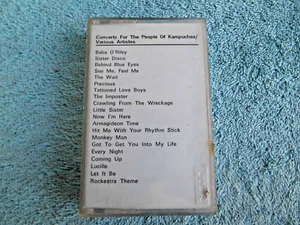 Concerts For The People Of Kampuchea/
Various Artistes
Baba O'Riley
Sister Disco
Behind Blue Eyes
See Me, Feel Me
The Wait
Precious
Tattooed Love Boys
The Imposter
Crawling From The Wreckage
Little Sister
Now I'm Here
Armagideon Time
Hit Me With Your Rhythm Stick
Monkey Man
Got To Get You Into My Life
Every Night
Coming Up
Lucille
Let It Be
Rockestra Theme